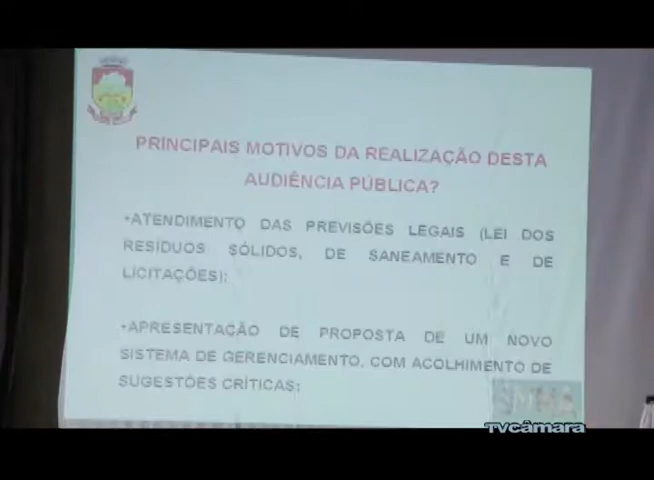 PRINCIPAIS MOTIVOS DA REALIZAÇÃO DESTA
AUDIÊNCIA PÚBLICA?
•ATENDIMENTO DAS PREVISÕES LEGAIS (LEI DOS
RESÍDUOS SÓLIDOS, DE SANEAMENTO E DE
LICITAÇÕES);
•APRESENTAÇÃO DE PROPOSTA DE UM NOVO
SISTEMA DE GERENCIAMENTO, COM ACOLHIMENTO DE
SUGESTÕES CRÍTICAS;
TVCâmara